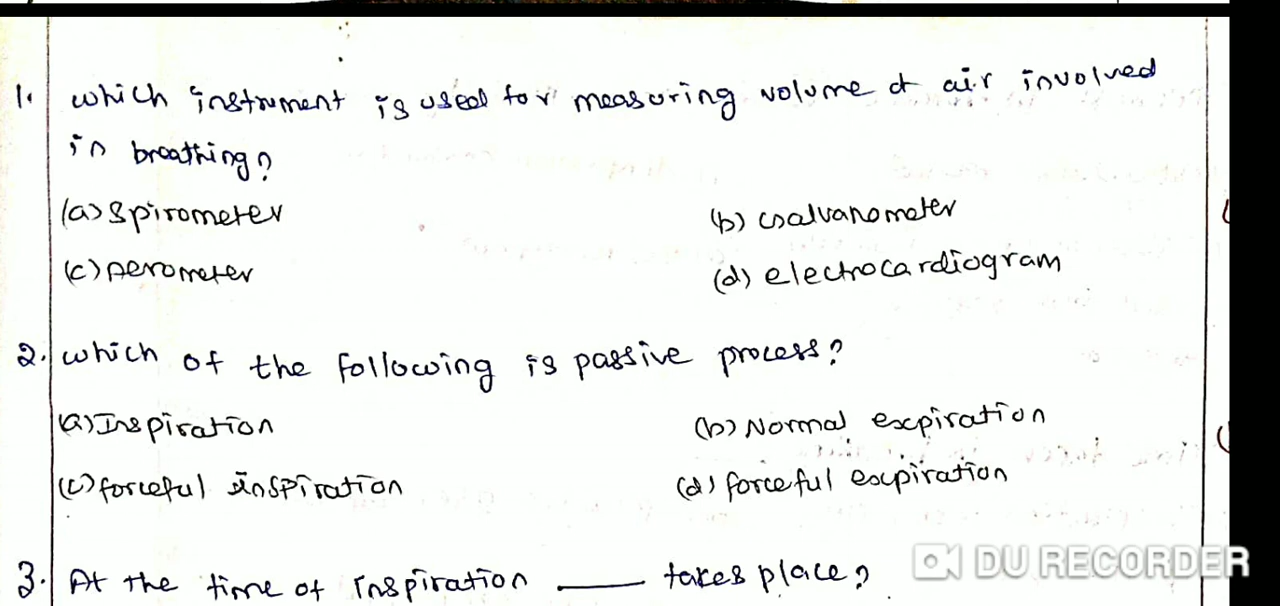 1. which instrument is used for measuring volume of air involved
in breathing?
(a) spirometer (b) Galvanometer
(c) Aerometer (d) electrocardiogram
2. which of the following is passive process?
(a) Inspiration (b) Normal expiration
(c) forceful inspiration (d) forceful expiration
3. At the time of Inspiration ____ takes place?
DU RECORDER